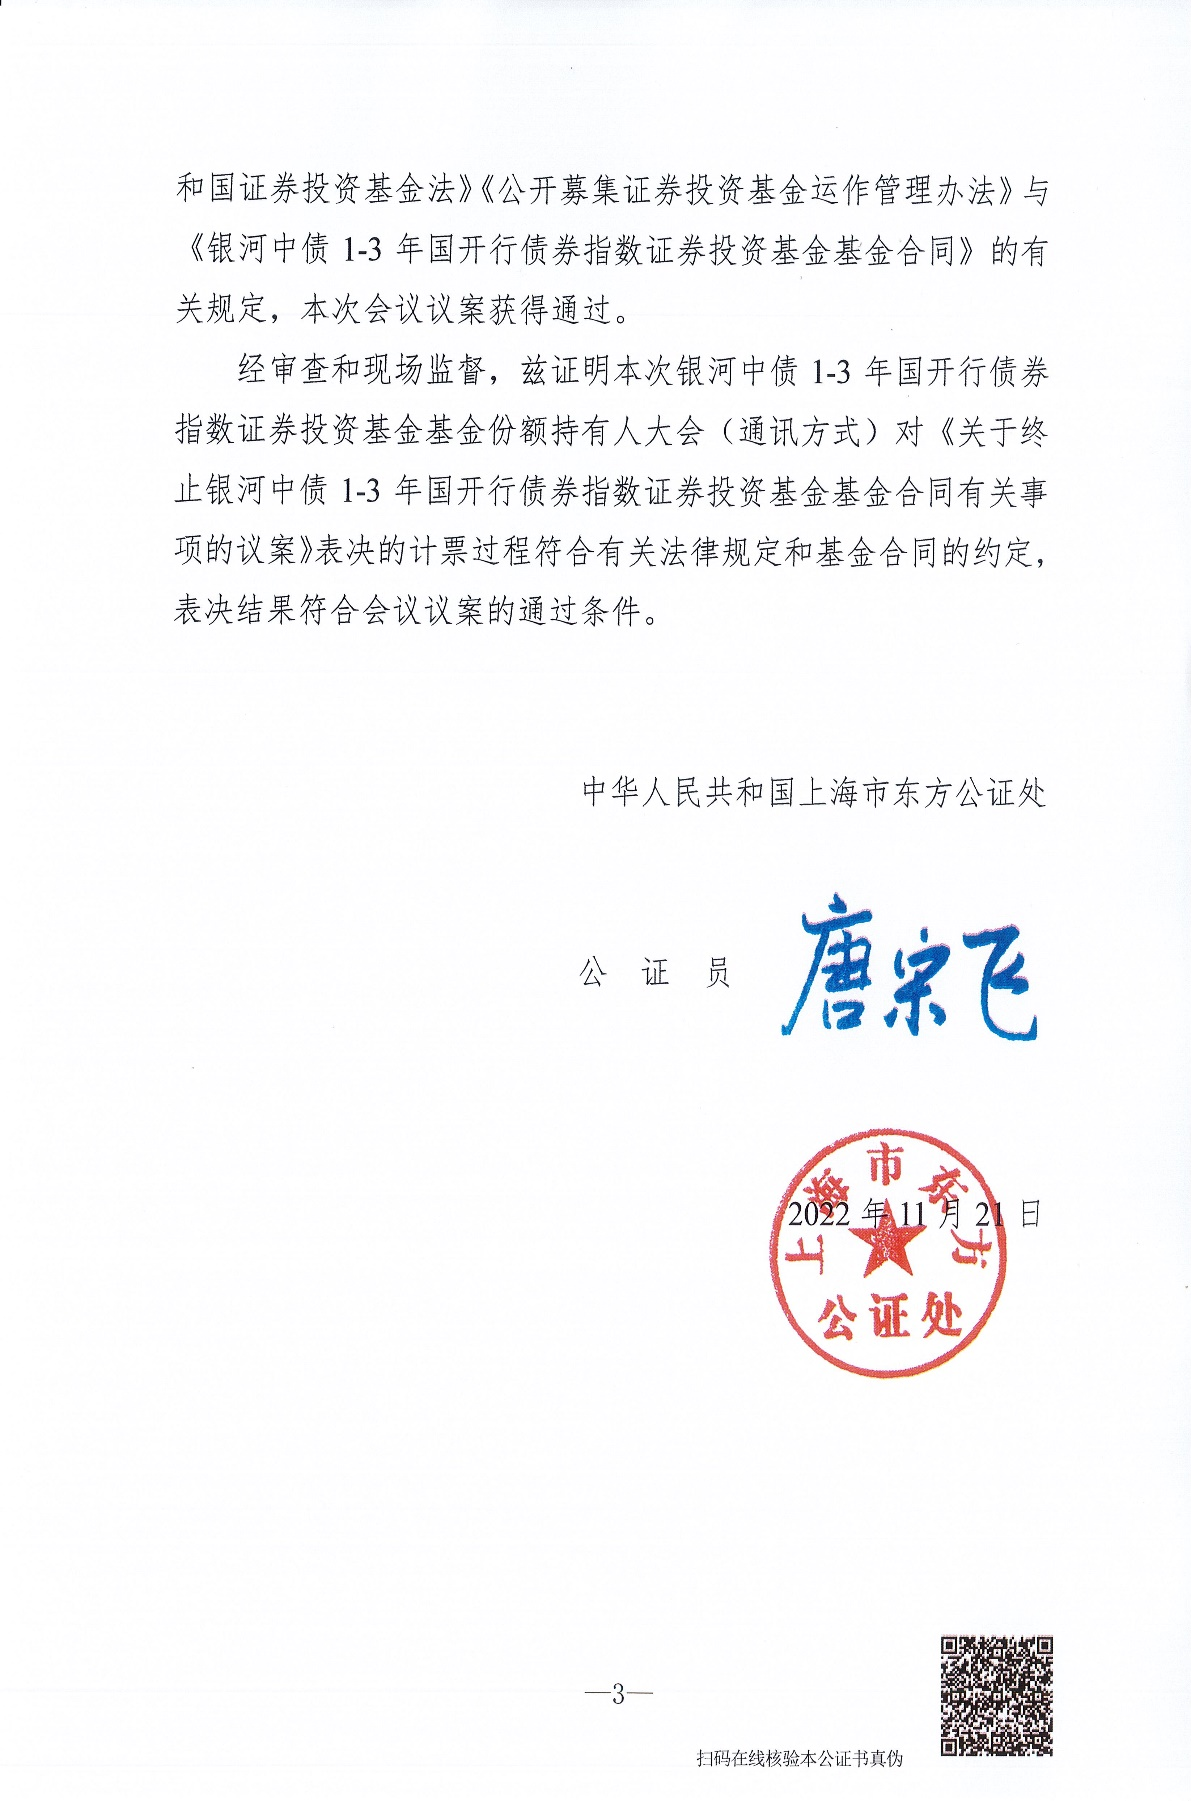 和国证券投资基金法》《公开募集证券投资基金运作管理办法》与
《银河中债 1-3 年国开行债券指数证券投资基金基金合同》的有
关规定，本次会议议案获得通过。
经审查和现场监督，兹证明本次银河中债 1-3 年国开行债券
指数证券投资基金基金份额持有人大会（通讯方式）对《关于终
止银河中债 1-3 年国开行债券指数证券投资基金基金合同有关事
项的议案》表决的计票过程符合有关法律规定和基金合同的约定，
表决结果符合会议议案的通过条件。
中华人民共和国上海市东方公证处
公 证 员 唐宗飞
2022 年 11 月 21 日
上海市东方
公证处
—3—
扫码在线核验本公证书真伪